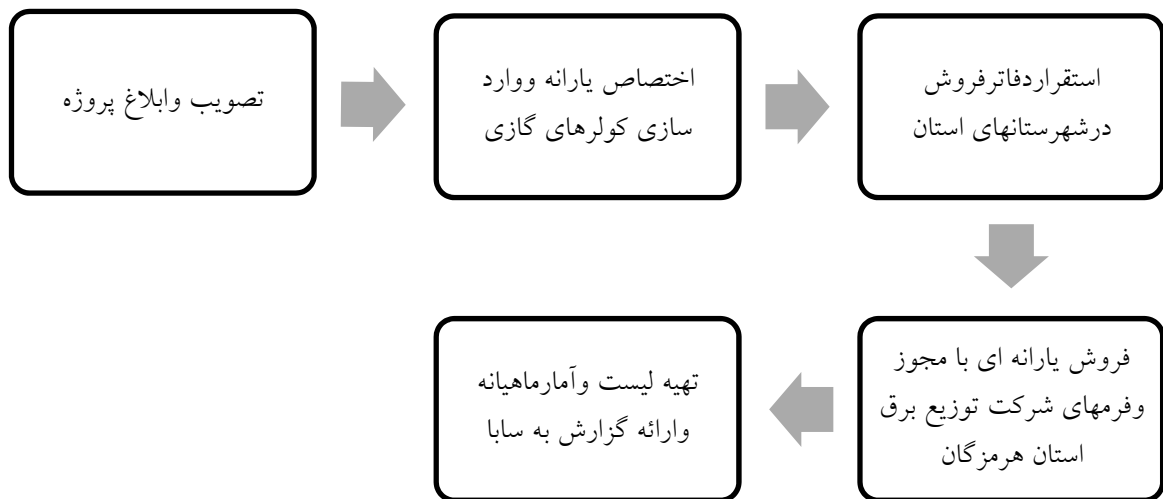 تصویب وابلاغ پروژه
اختصاص یارانه ووارد
سازی کولرهای گازی
استقراردفاترفروش
درشهرستانهای استان
فروش یارانه ای با مجوز
وفرمهای شرکت توزیع برق
استان هرمزگان
تهیه لیست وآمارماهیانه
وارائه گزارش به سابا